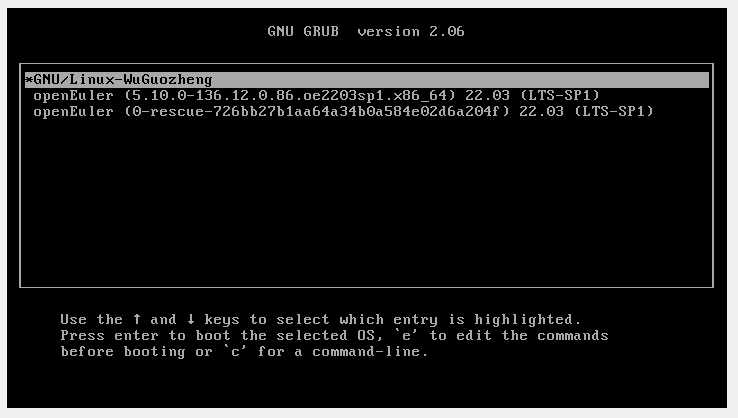 GNU GRUB  version 2.06
*GNU/Linux-WuGuozheng
openEuler (5.10.0-136.12.0.86.oe2203sp1.x86_64) 22.03 (LTS-SP1)
openEuler (0-rescue-726bb27b1aa64a34b0a584e02d6a204f) 22.03 (LTS-SP1)
Use the ↑ and ↓ keys to select which entry is highlighted.
Press enter to boot the selected OS, `e' to edit the commands
before booting or `c' for a command-line.